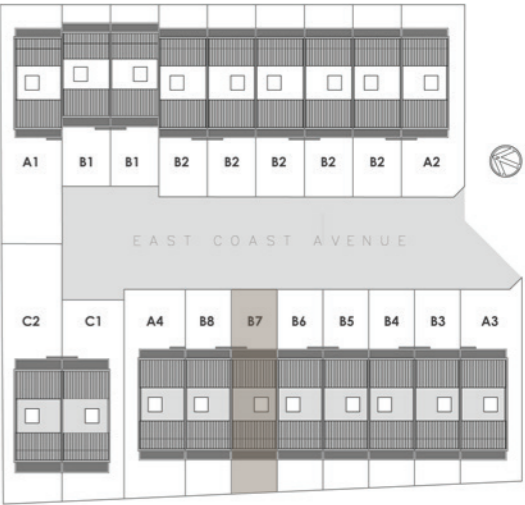 A1 B1 B1 B2 B2 B2 B2 B2 A2
EAST COAST AVENUE
C2 C1 A4 B8 B7 B6 B5 B4 B3 A3